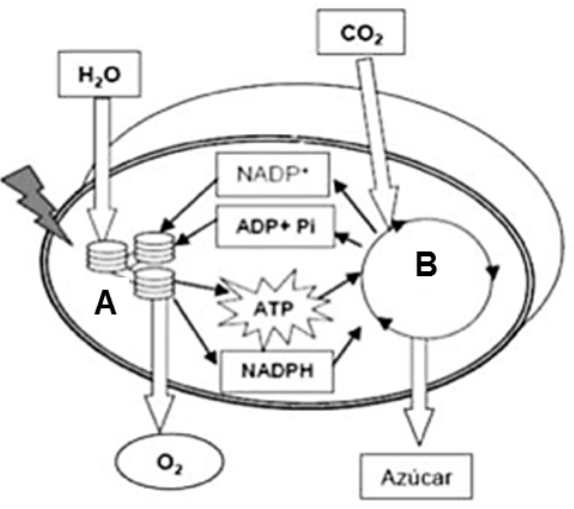 CO₂
H₂O
NADP⁺
ADP+ Pi
B
A
ATP
NADPH
O₂
Azúcar